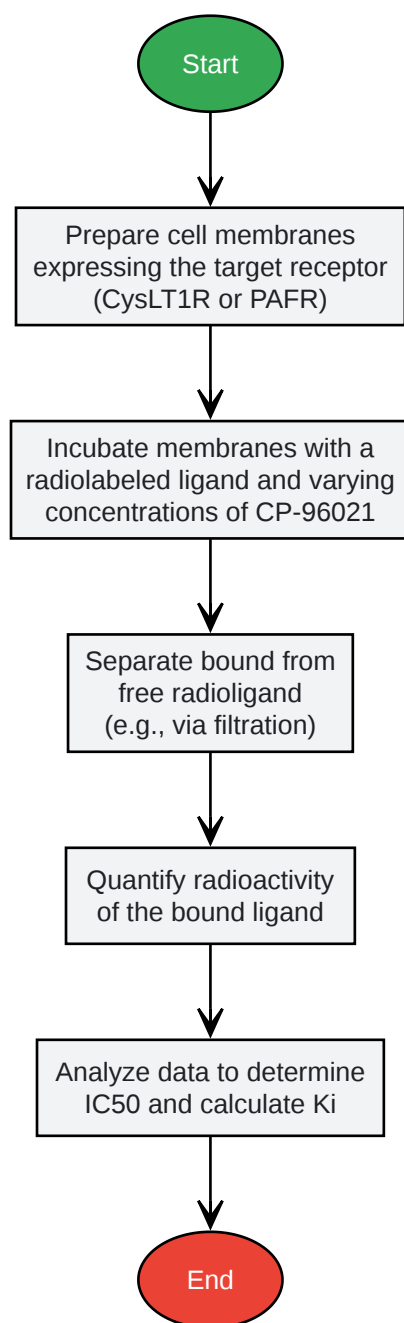 Start
Prepare cell membranes
expressing the target receptor
(CysLT1R or PAFR)
Incubate membranes with a
radiolabeled ligand and varying
concentrations of CP-96021
Separate bound from
free radioligand
(e.g., via filtration)
Quantify radioactivity
of the bound ligand
Analyze data to determine
IC50 and calculate Ki
End